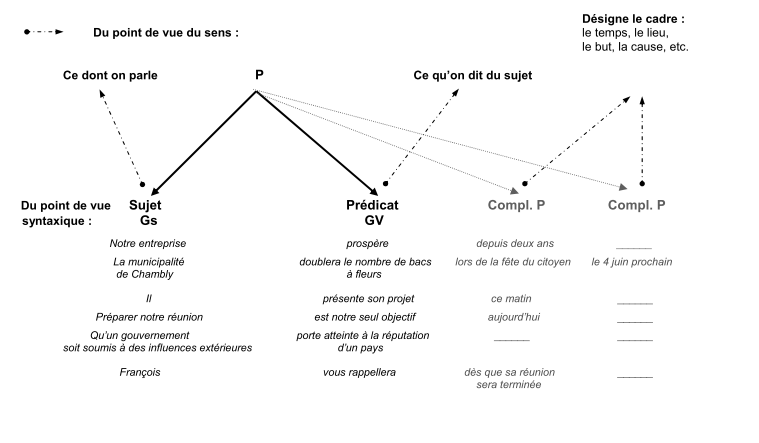 Désigne le cadre :
Du point de vue du sens :
le temps, le lieu,
le but, la cause, etc.
Ce dont on parle
P
Ce qu'on dit du sujet
Du point de vue
syntaxique :
Sujet
Gs
Prédicat
GV
Compl. P
Compl. P
Notre entreprise
prospère
depuis deux ans
______
La municipalité
de Chambly
doublera le nombre de bacs
à fleurs
lors de la fête du citoyen
le 4 juin prochain
Il
présente son projet
ce matin
______
Préparer notre réunion
est notre seul objectif
aujourd'hui
______
Qu'un gouvernement
soit soumis à des influences extérieures
porte atteinte à la réputation
d'un pays
______
______
François
vous rappellera
dès que sa réunion
sera terminée
______